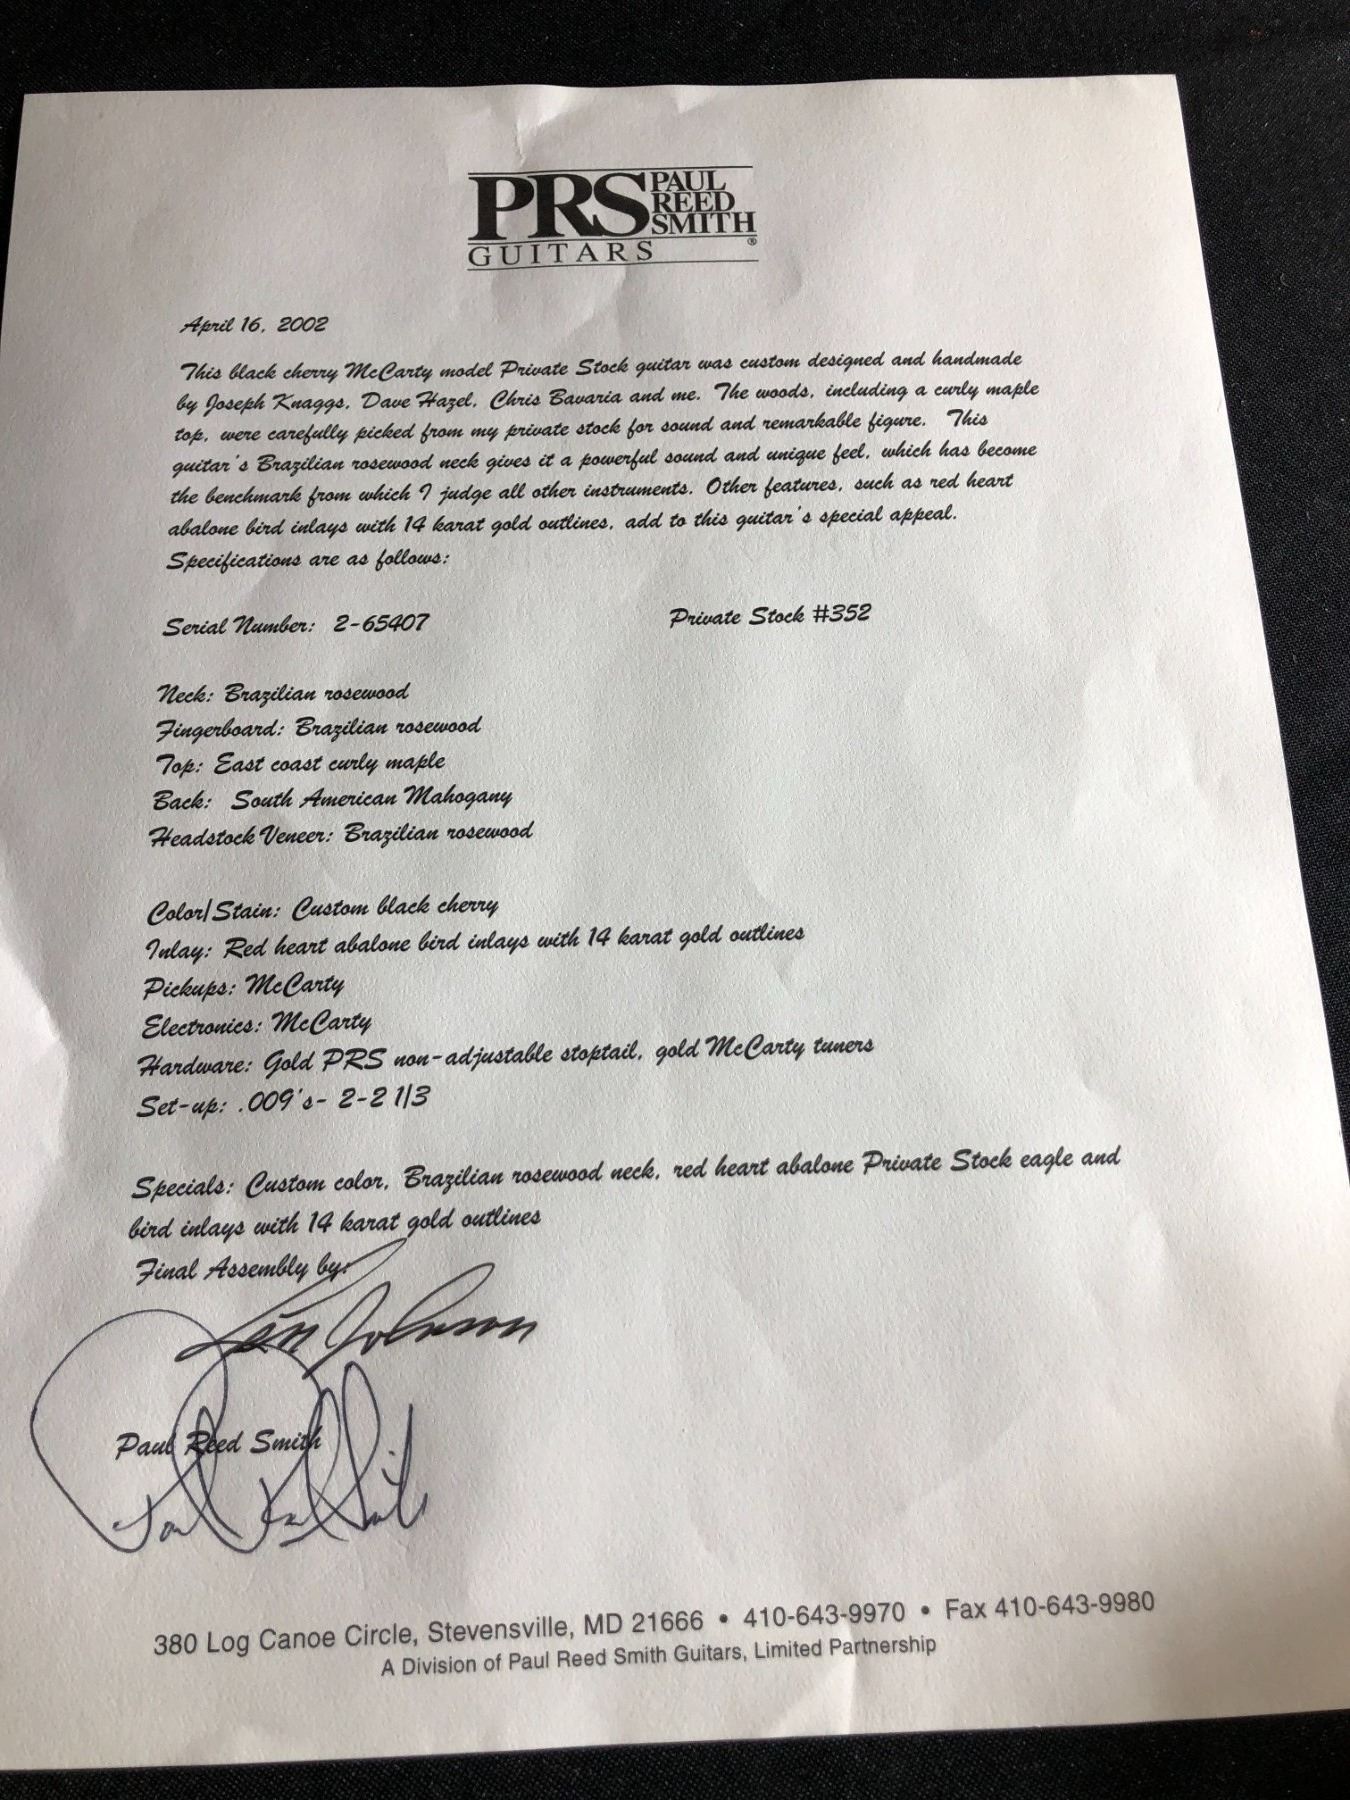 PRS PAUL
REED
SMITH®
GUITARS
April 16, 2002
This black cherry McCarty model Private Stock guitar was custom designed and handmade
by Joseph Knaggs, Dave Hazel, Chris Bavaria and me. The woods, including a curly maple
top, were carefully picked from my private stock for sound and remarkable figure. This
guitar's Brazilian rosewood neck gives it a powerful sound and unique feel, which has become
the benchmark from which I judge all other instruments. Other features, such as red heart
abalone bird inlays with 14 karat gold outlines, add to this guitar's special appeal.
Specifications are as follows:
Serial Number: 2-65407 Private Stock #352
Neck: Brazilian rosewood
Fingerboard: Brazilian rosewood
Top: East coast curly maple
Back: South American Mahogany
Headstock Veneer: Brazilian rosewood
Color/Stain: Custom black cherry
Inlay: Red heart abalone bird inlays with 14 karat gold outlines
Pickups: McCarty
Electronics: McCarty
Hardware: Gold PRS non-adjustable stoptail, gold McCarty tuners
Set-up: .009's- 2-2 1/3
Specials: Custom color, Brazilian rosewood neck, red heart abalone Private Stock eagle and
bird inlays with 14 karat gold outlines
Final Assembly by:
Johnson
Paul Reed Smith
380 Log Canoe Circle, Stevensville, MD 21666 • 410-643-9970 • Fax 410-643-9980
A Division of Paul Reed Smith Guitars, Limited Partnership